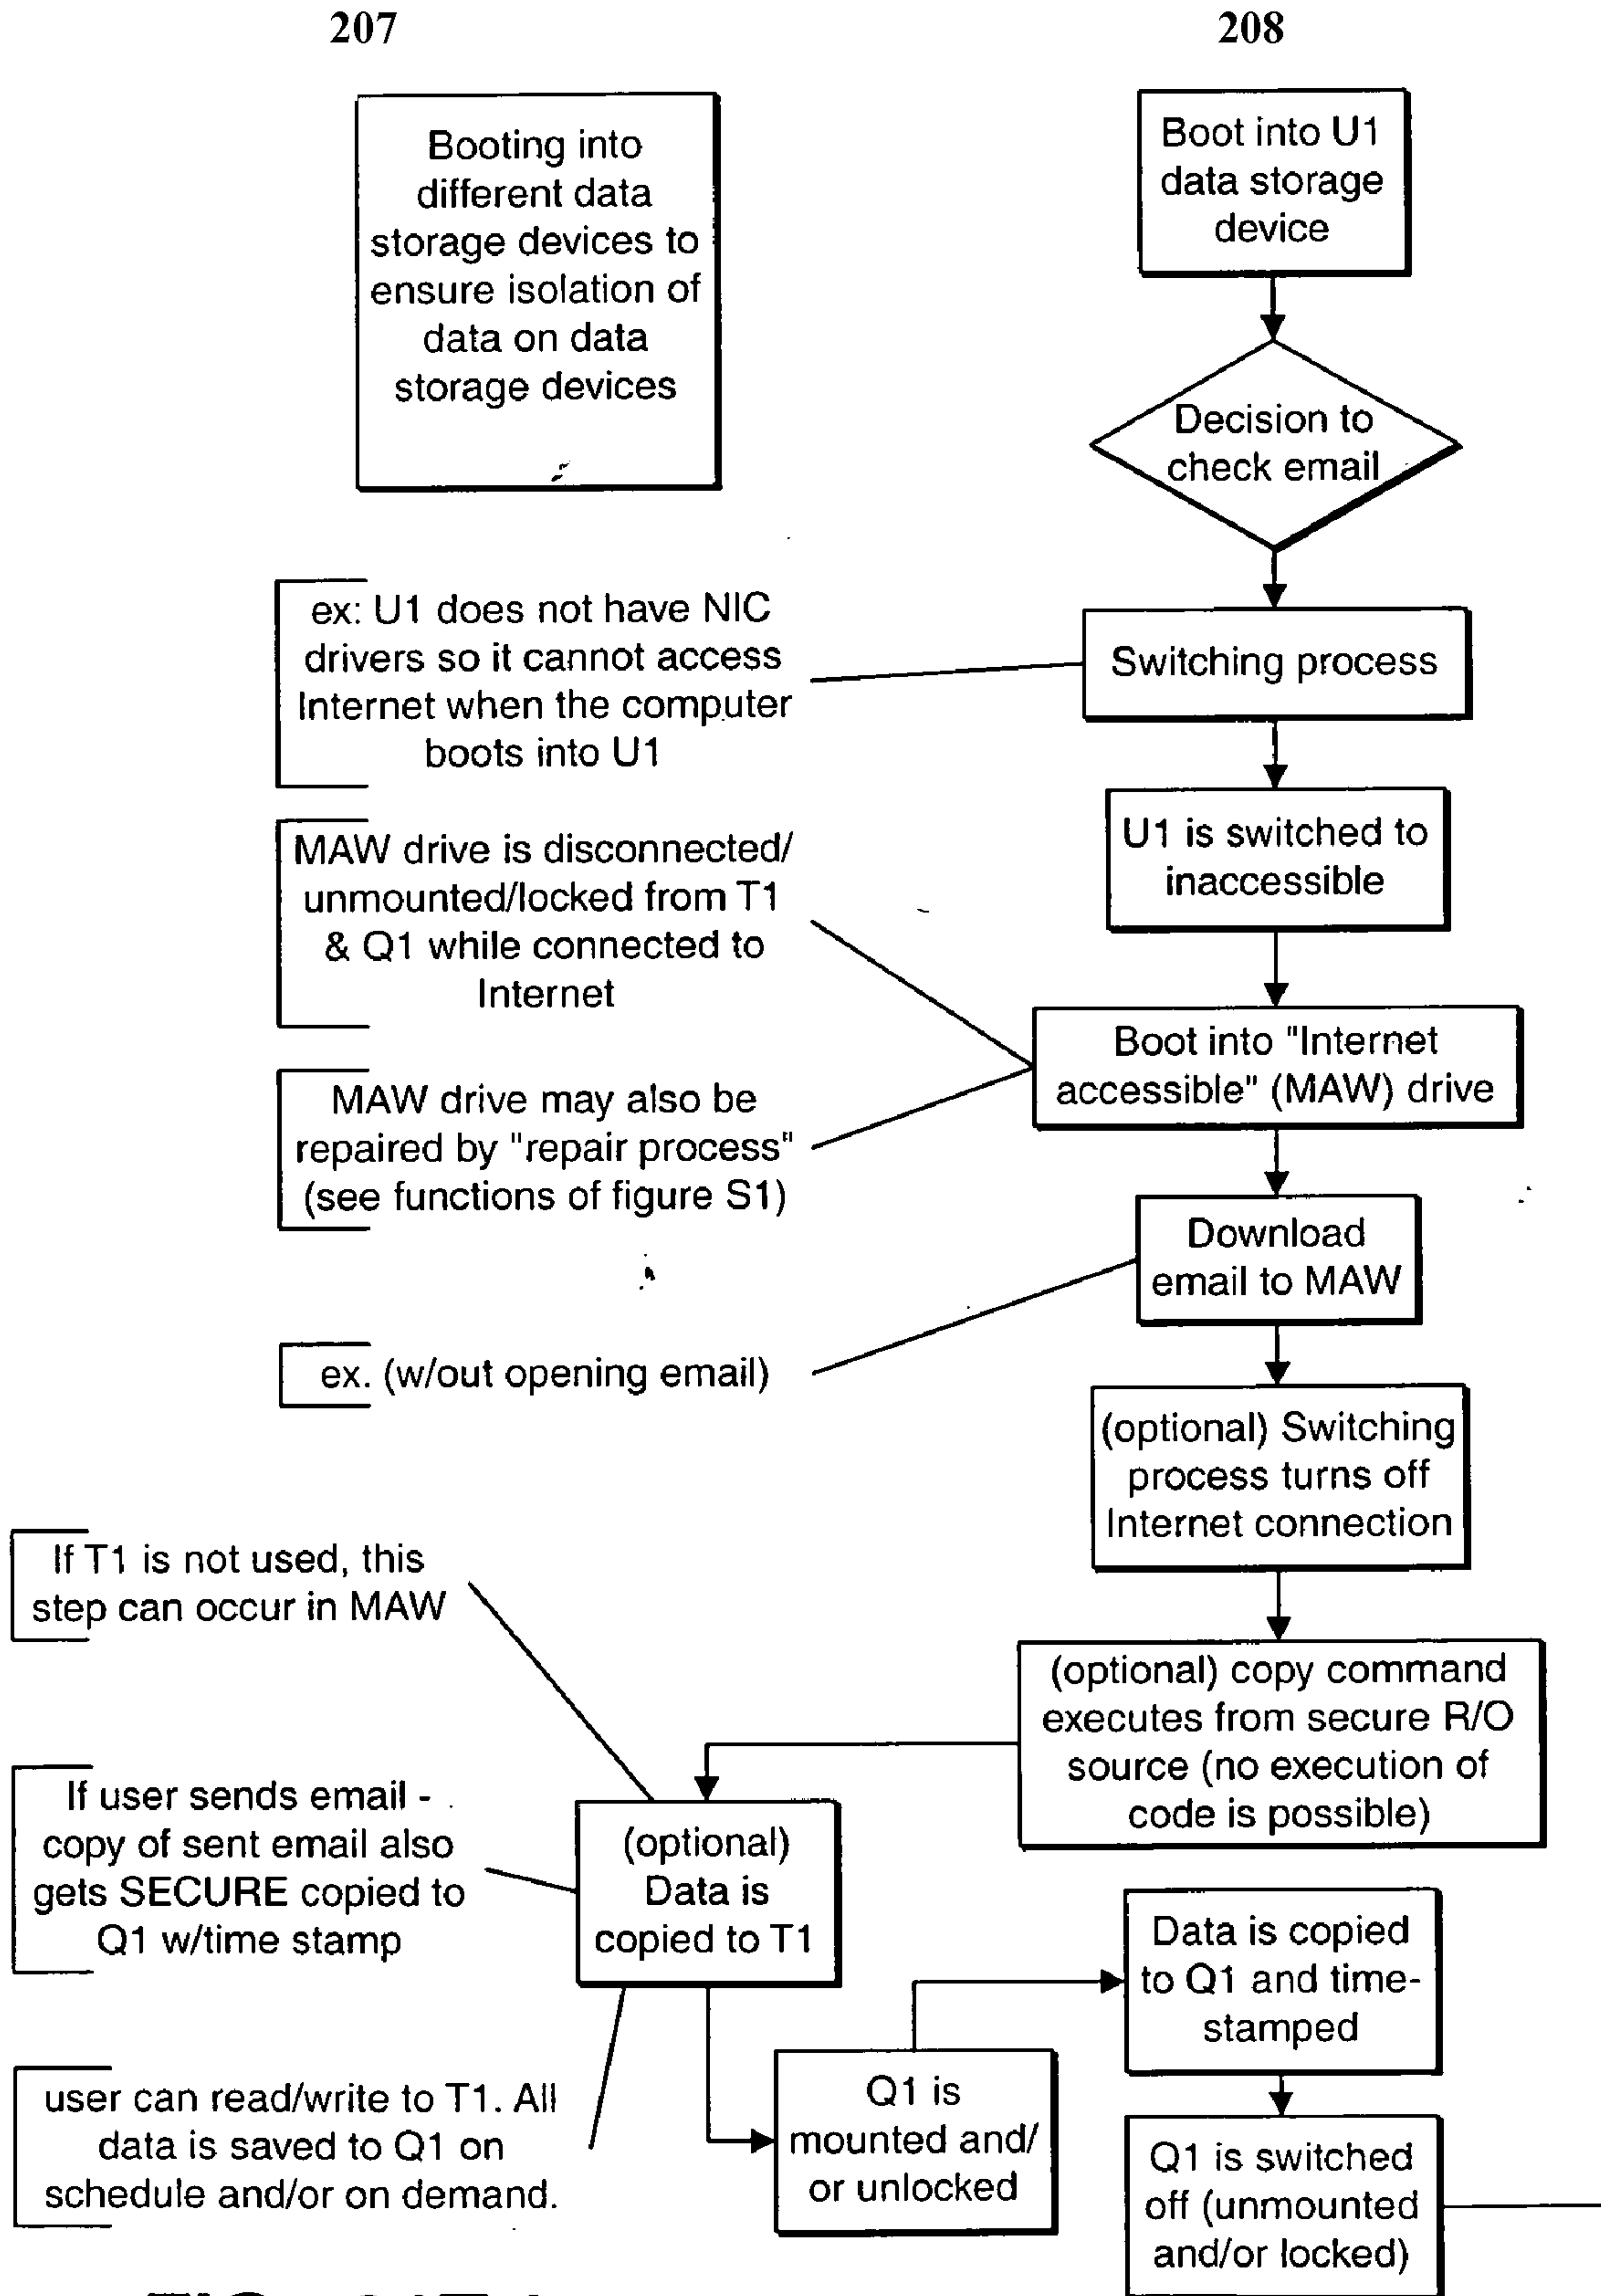 207
208
Booting into
different data
storage devices to
ensure isolation of
data on data
storage devices
Boot into U1
data storage
device
Decision to
check email
ex: U1 does not have NIC
drivers so it cannot access
Internet when the computer
boots into U1
Switching process
U1 is switched to
inaccessible
MAW drive is disconnected/
unmounted/locked from T1
& Q1 while connected to
Internet
Boot into "Internet
accessible" (MAW) drive
MAW drive may also be
repaired by "repair process"
(see functions of figure S1)
Download
email to MAW
ex. (w/out opening email)
(optional) Switching
process turns off
Internet connection
If T1 is not used, this
step can occur in MAW
(optional) copy command
executes from secure R/O
source (no execution of
code is possible)
If user sends email -
copy of sent email also
gets SECURE copied to
Q1 w/time stamp
(optional)
Data is
copied to T1
Data is copied
to Q1 and time-
stamped
user can read/write to T1. All
data is saved to Q1 on
schedule and/or on demand.
Q1 is
mounted and/
or unlocked
Q1 is switched
off (unmounted
and/or locked)